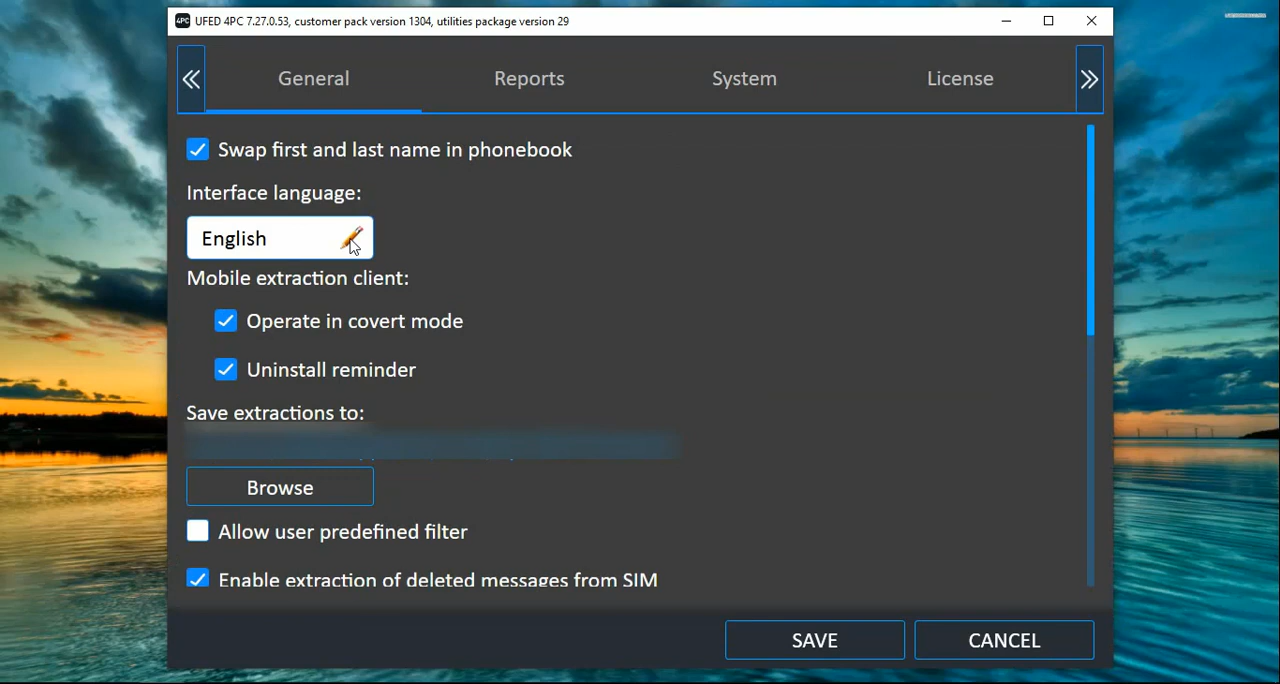 4PC UFED 4PC 7.27.0.53, customer pack version 1304, utilities package version 29
General Reports System License
Swap first and last name in phonebook
Interface language:
English
Mobile extraction client:
Operate in covert mode
Uninstall reminder
Save extractions to:
Browse
Allow user predefined filter
Enable extraction of deleted messages from SIM
SAVE CANCEL